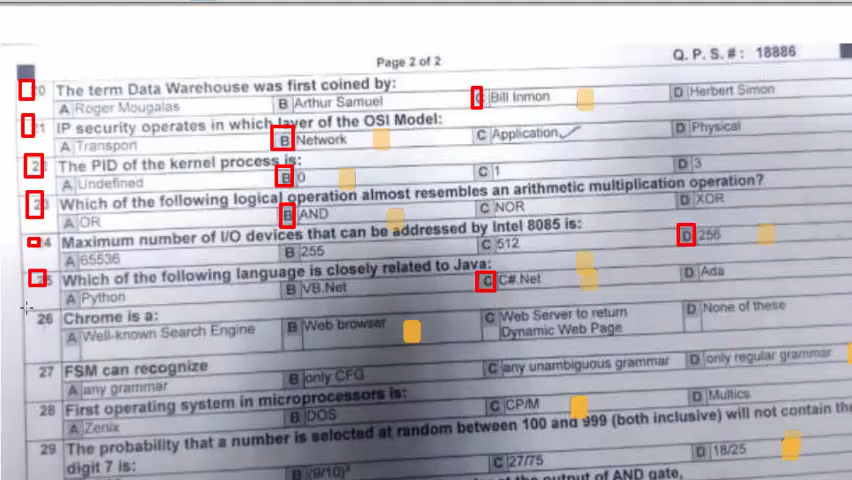 Page 2 of 2
Q. P. S. # : 18886
The term Data Warehouse was first coined by:
A Roger Mougalas B Arthur Samuel C Bill Inmon D Herbert Simon
IP security operates in which layer of the OSI Model:
A Transport B Network C Application D Physical
The PID of the kernel process is:
A Undefined B 0 C 1 D 3
Which of the following logical operation almost resembles an arithmetic multiplication operation?
A OR B AND C NOR D XOR
24 Maximum number of I/O devices that can be addressed by Intel 8085 is:
A 65536 B 255 C 512 D 256
25 Which of the following language is closely related to Java:
A Python B VB.Net C C#.Net D Ada
26 Chrome is a:
A Well-known Search Engine B Web browser C Web Server to return Dynamic Web Page D None of these
27 FSM can recognize
A any grammar B only CFG C any unambiguous grammar D only regular grammar
28 First operating system in microprocessors is:
A Zenix B DOS C CP/M D Multics
29 The probability that a number is selected at random between 100 and 999 (both inclusive) will not contain the
digit 7 is:
B (9/10)³ C 27/75 D 18/25
the output of AND gate,